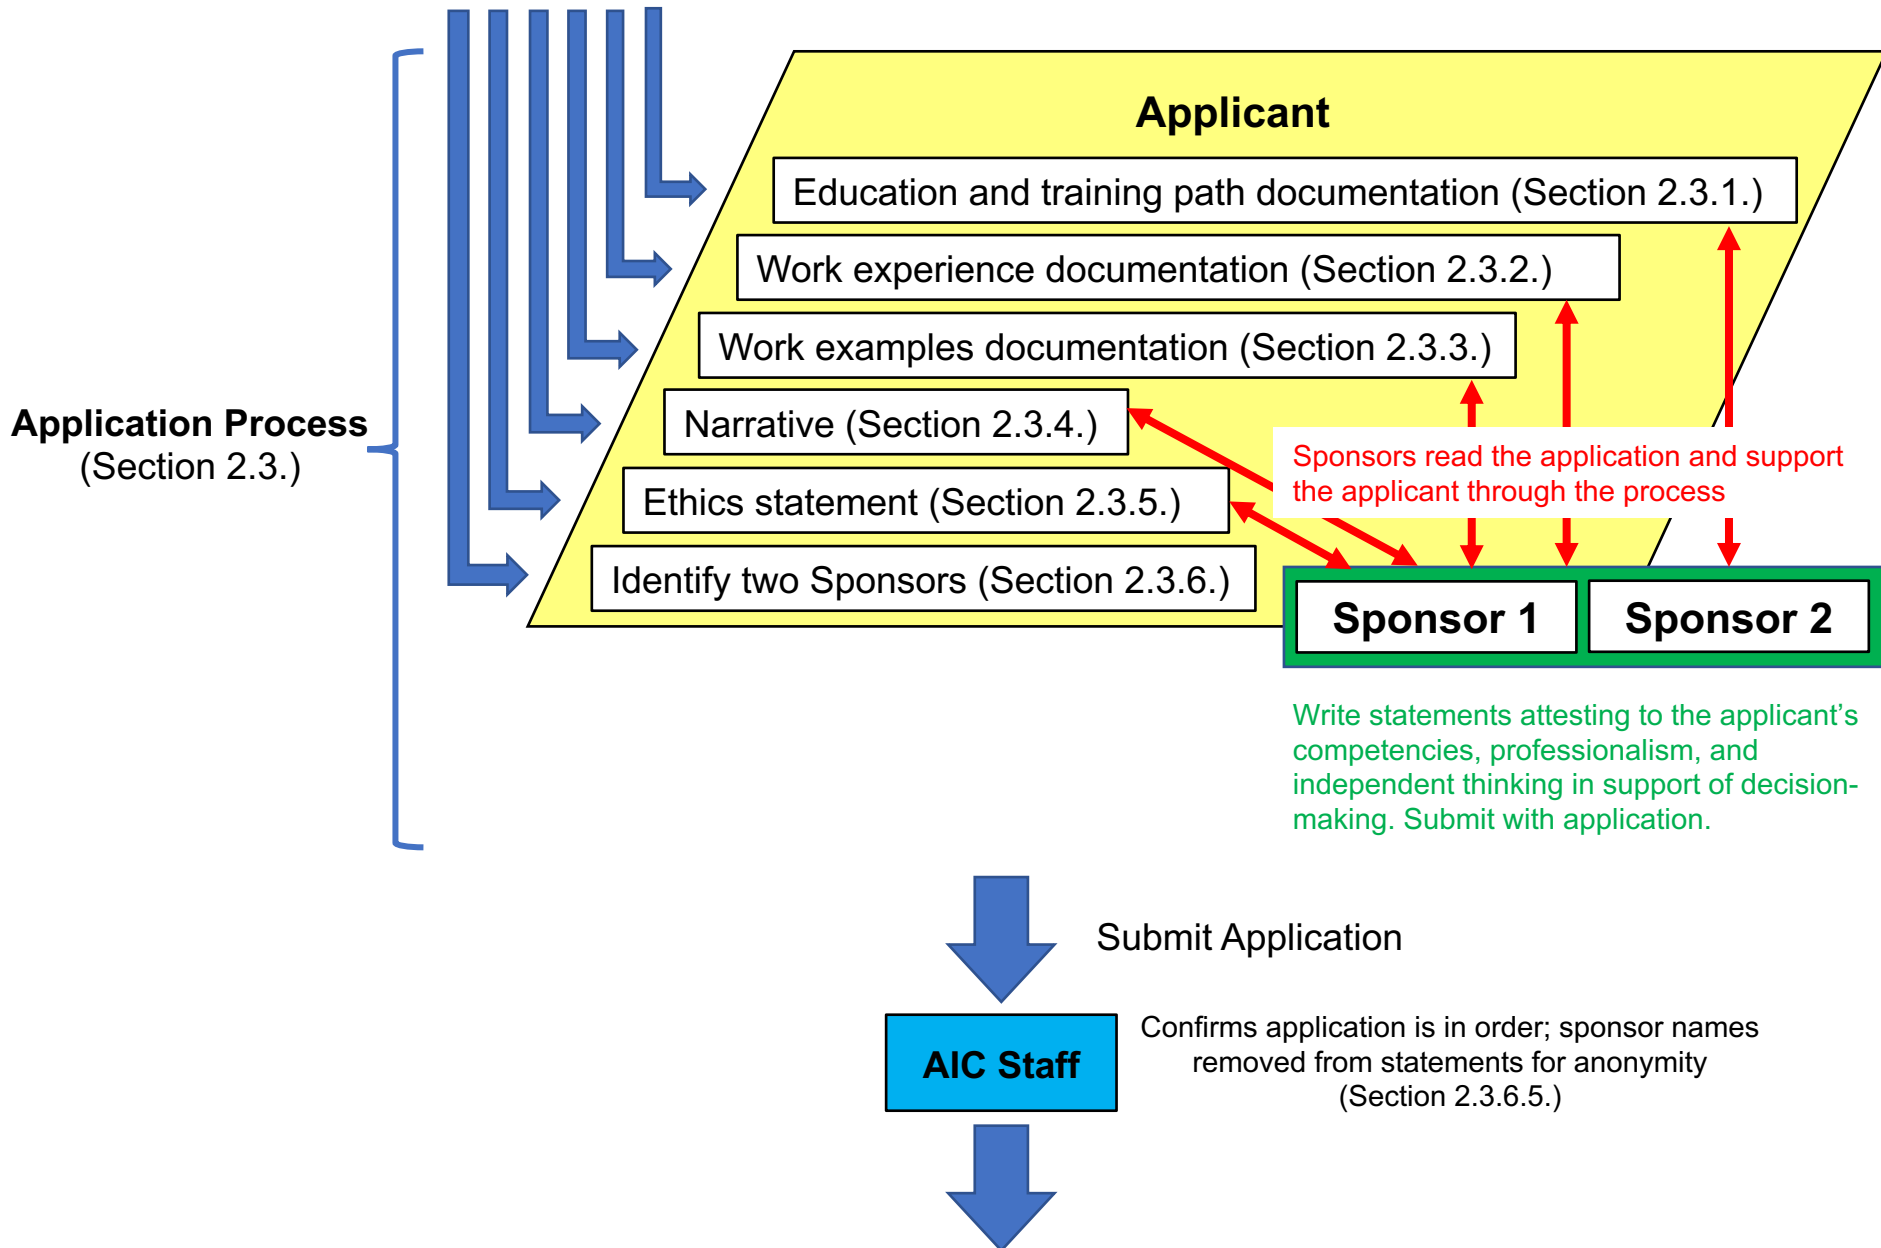 Applicant
Education and training path documentation (Section 2.3.1.)
Work experience documentation (Section 2.3.2.)
Work examples documentation (Section 2.3.3.)
Narrative (Section 2.3.4.)
Ethics statement (Section 2.3.5.)
Identify two Sponsors (Section 2.3.6.)
Application Process
(Section 2.3.)
Sponsors read the application and support
the applicant through the process
Sponsor 1
Sponsor 2
Write statements attesting to the applicant’s
competencies, professionalism, and
independent thinking in support of decision-
making. Submit with application.
Submit Application
AIC Staff
Confirms application is in order; sponsor names
removed from statements for anonymity
(Section 2.3.6.5.)